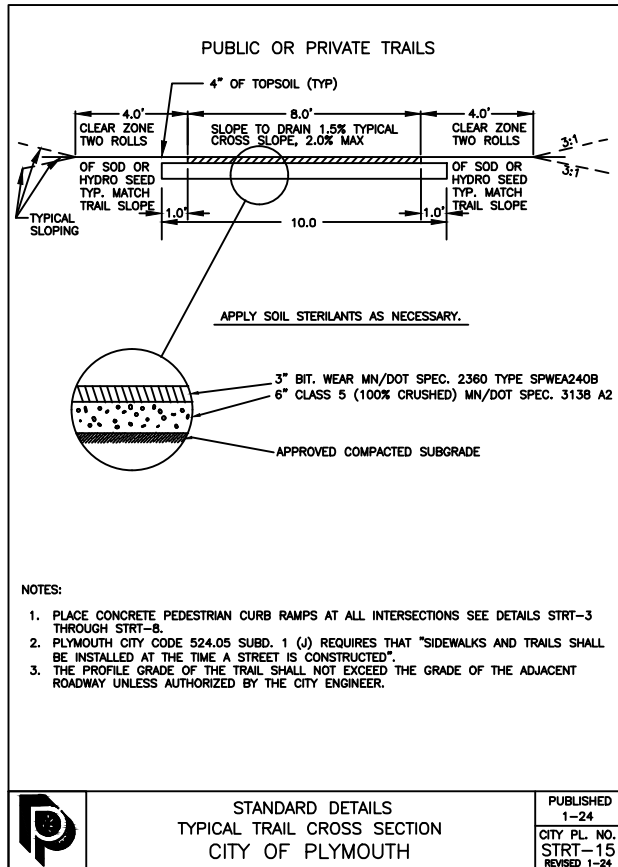 PUBLIC OR PRIVATE TRAILS
4" OF TOPSOIL (TYP)
4.0'
8.0'
4.0'
CLEAR ZONE
TWO ROLLS
SLOPE TO DRAIN 1.5% TYPICAL
CROSS SLOPE, 2.0% MAX
CLEAR ZONE
TWO ROLLS
3:1
3:1
OF SOD OR
HYDRO SEED
TYP. MATCH
TRAIL SLOPE
OF SOD OR
HYDRO SEED
TYP. MATCH
TRAIL SLOPE
TYPICAL
SLOPING
1.0'
1.0'
10.0
APPLY SOIL STERILANTS AS NECESSARY.
3" BIT. WEAR MN/DOT SPEC. 2360 TYPE SPWEA240B
6" CLASS 5 (100% CRUSHED) MN/DOT SPEC. 3138 A2
APPROVED COMPACTED SUBGRADE
NOTES:
1. PLACE CONCRETE PEDESTRIAN CURB RAMPS AT ALL INTERSECTIONS SEE DETAILS STRT-3
THROUGH STRT-8.
2. PLYMOUTH CITY CODE 524.05 SUBD. 1 (J) REQUIRES THAT "SIDEWALKS AND TRAILS SHALL
BE INSTALLED AT THE TIME A STREET IS CONSTRUCTED".
3. THE PROFILE GRADE OF THE TRAIL SHALL NOT EXCEED THE GRADE OF THE ADJACENT
ROADWAY UNLESS AUTHORIZED BY THE CITY ENGINEER.
STANDARD DETAILS
TYPICAL TRAIL CROSS SECTION
CITY OF PLYMOUTH
PUBLISHED
1-24
CITY PL. NO.
STRT-15
REVISED 1-24